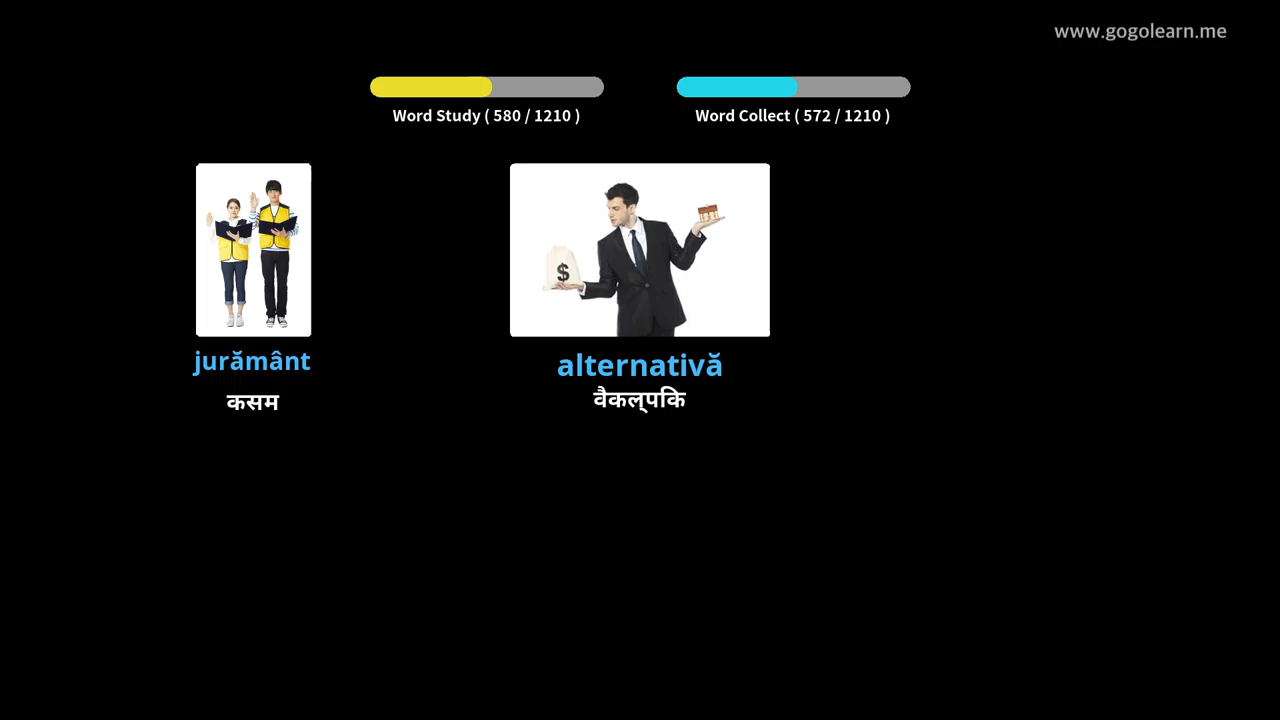 www.gogolearn.me
Word Study ( 580 / 1210 )
Word Collect ( 572 / 1210 )
$
jurământ
alternativă
कसम
वैकल्पकि